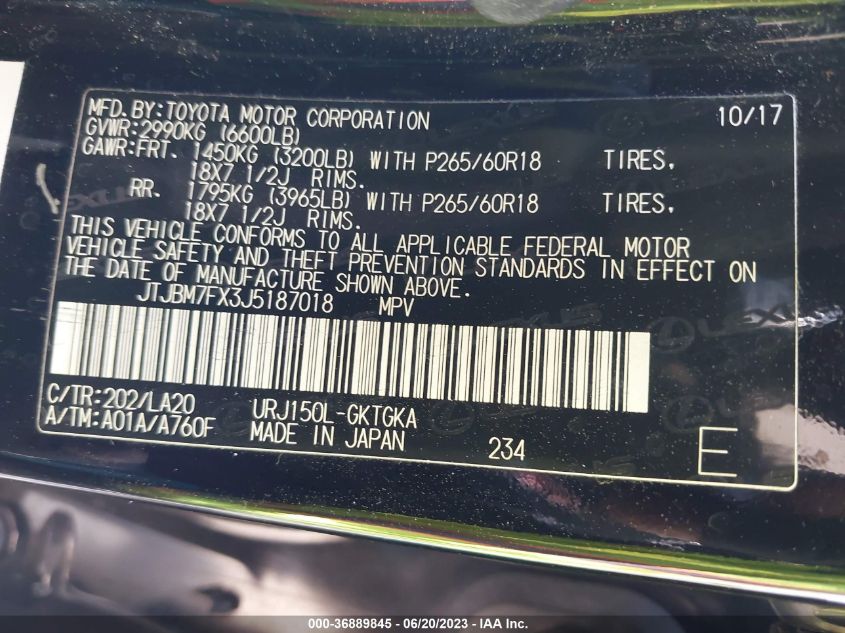 MFD.BY:TOYOTA MOTOR CORPORATION 10/17
GVWR:2990KG (6600LB)
GAWR:FRT. 1450KG (3200LB) WITH P265/60R18 TIRES.
18X7 1/2J RIMS.
RR. 1795KG (3965LB) WITH P265/60R18 TIRES.
18X7 1/2J RIMS.
THIS VEHICLE CONFORMS TO ALL APPLICABLE FEDERAL MOTOR
VEHICLE SAFETY AND THEFT PREVENTION STANDARDS IN EFFECT ON
THE DATE OF MANUFACTURE SHOWN ABOVE.
JTJBM7FX3J5187018 MPV
LEXUS
C/TR:202/LA20 URJ150L-GKTGKA
A/TM:A01A/A760F MADE IN JAPAN 234 E
000-36889845 - 06/20/2023 - IAA Inc.